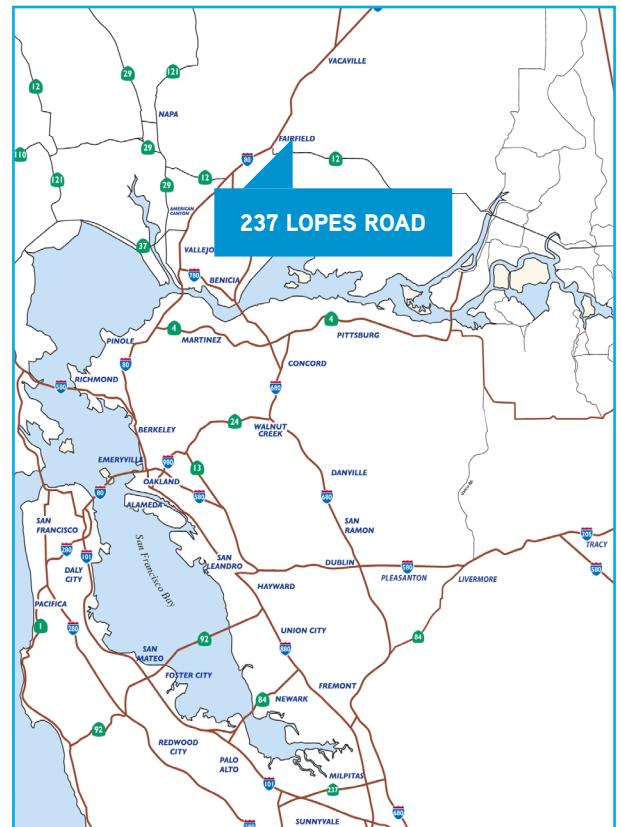 VACAVILLE
29
121
12
NAPA
FAIRFIELD
110
29
80
12
121
29
12
AMERICAN
CANYON
237 LOPES ROAD
37
VALLEJO
780
BENICIA
4
4
PINOLE
MARTINEZ
PITTSBURG
80
CONCORD
RICHMOND
580
680
24
BERKELEY
WALNUT
CREEK
EMERYVILLE
980
13
DANVILLE
OAKLAND
80
580
680
ALAMEDA
SAN
FRANCISCO
SAN
RAMON
205
280
101
TRACY
San Francisco Bay
SAN
LEANDRO
DUBLIN
580
580
DALY
CITY
PLEASANTON
LIVERMORE
HAYWARD
PACIFICA
1
280
UNION CITY
92
84
SAN
MATEO
880
FOSTER CITY
FREMONT
84
NEWARK
92
REDWOOD
CITY
PALO
ALTO
MILPITAS
101
237
680
SUNNYVALE